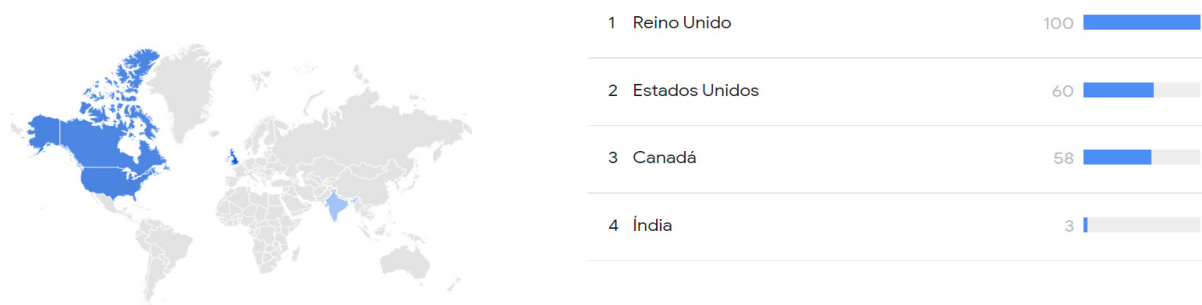 1 Reino Unido 100
2 Estados Unidos 60
3 Canadá 58
4 Índia 3